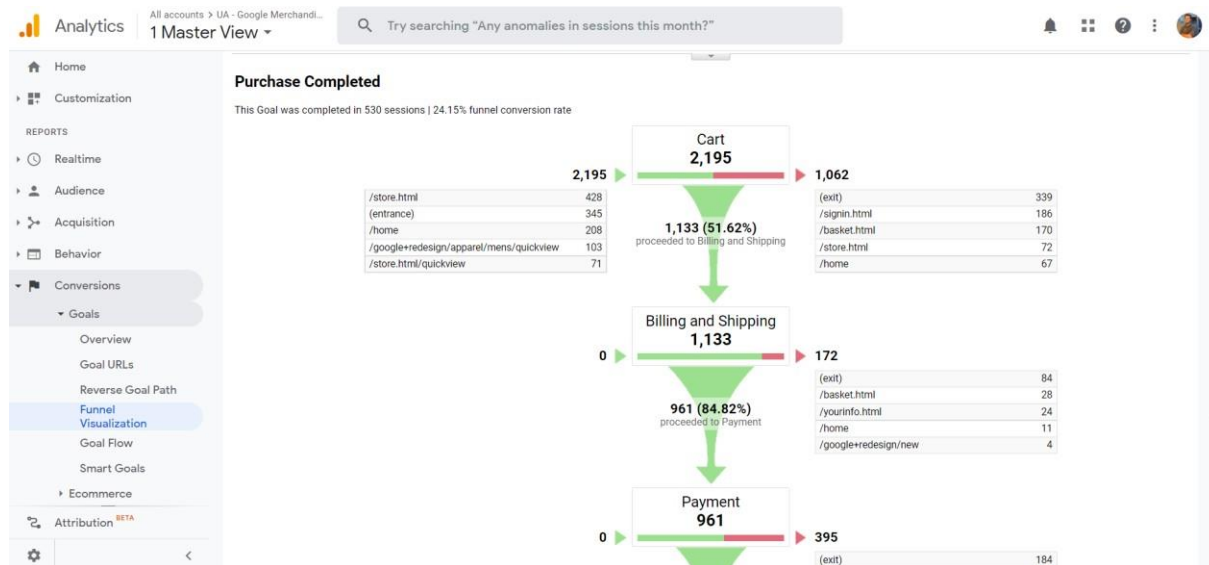 Analytics
All accounts > UA - Google Merchandi...
1 Master View
Try searching "Any anomalies in sessions this month?"
Home
Customization
REPORTS
Realtime
Audience
Acquisition
Behavior
Conversions
Goals
Overview
Goal URLs
Reverse Goal Path
Funnel
Visualization
Goal Flow
Smart Goals
Ecommerce
Attribution BETA
Purchase Completed
This Goal was completed in 530 sessions | 24.15% funnel conversion rate
Cart
2,195
2,195
1,062
/store.html 428
(entrance) 345
/home 208
/google+redesign/apparel/mens/quickview 103
/store.html/quickview 71
1,133 (51.62%)
proceeded to Billing and Shipping
(exit) 339
/signin.html 186
/basket.html 170
/store.html 72
/home 67
Billing and Shipping
1,133
0
172
961 (84.82%)
proceeded to Payment
(exit) 84
/basket.html 28
/yourinfo.html 24
/home 11
/google+redesign/new 4
Payment
961
0
395
(exit) 184